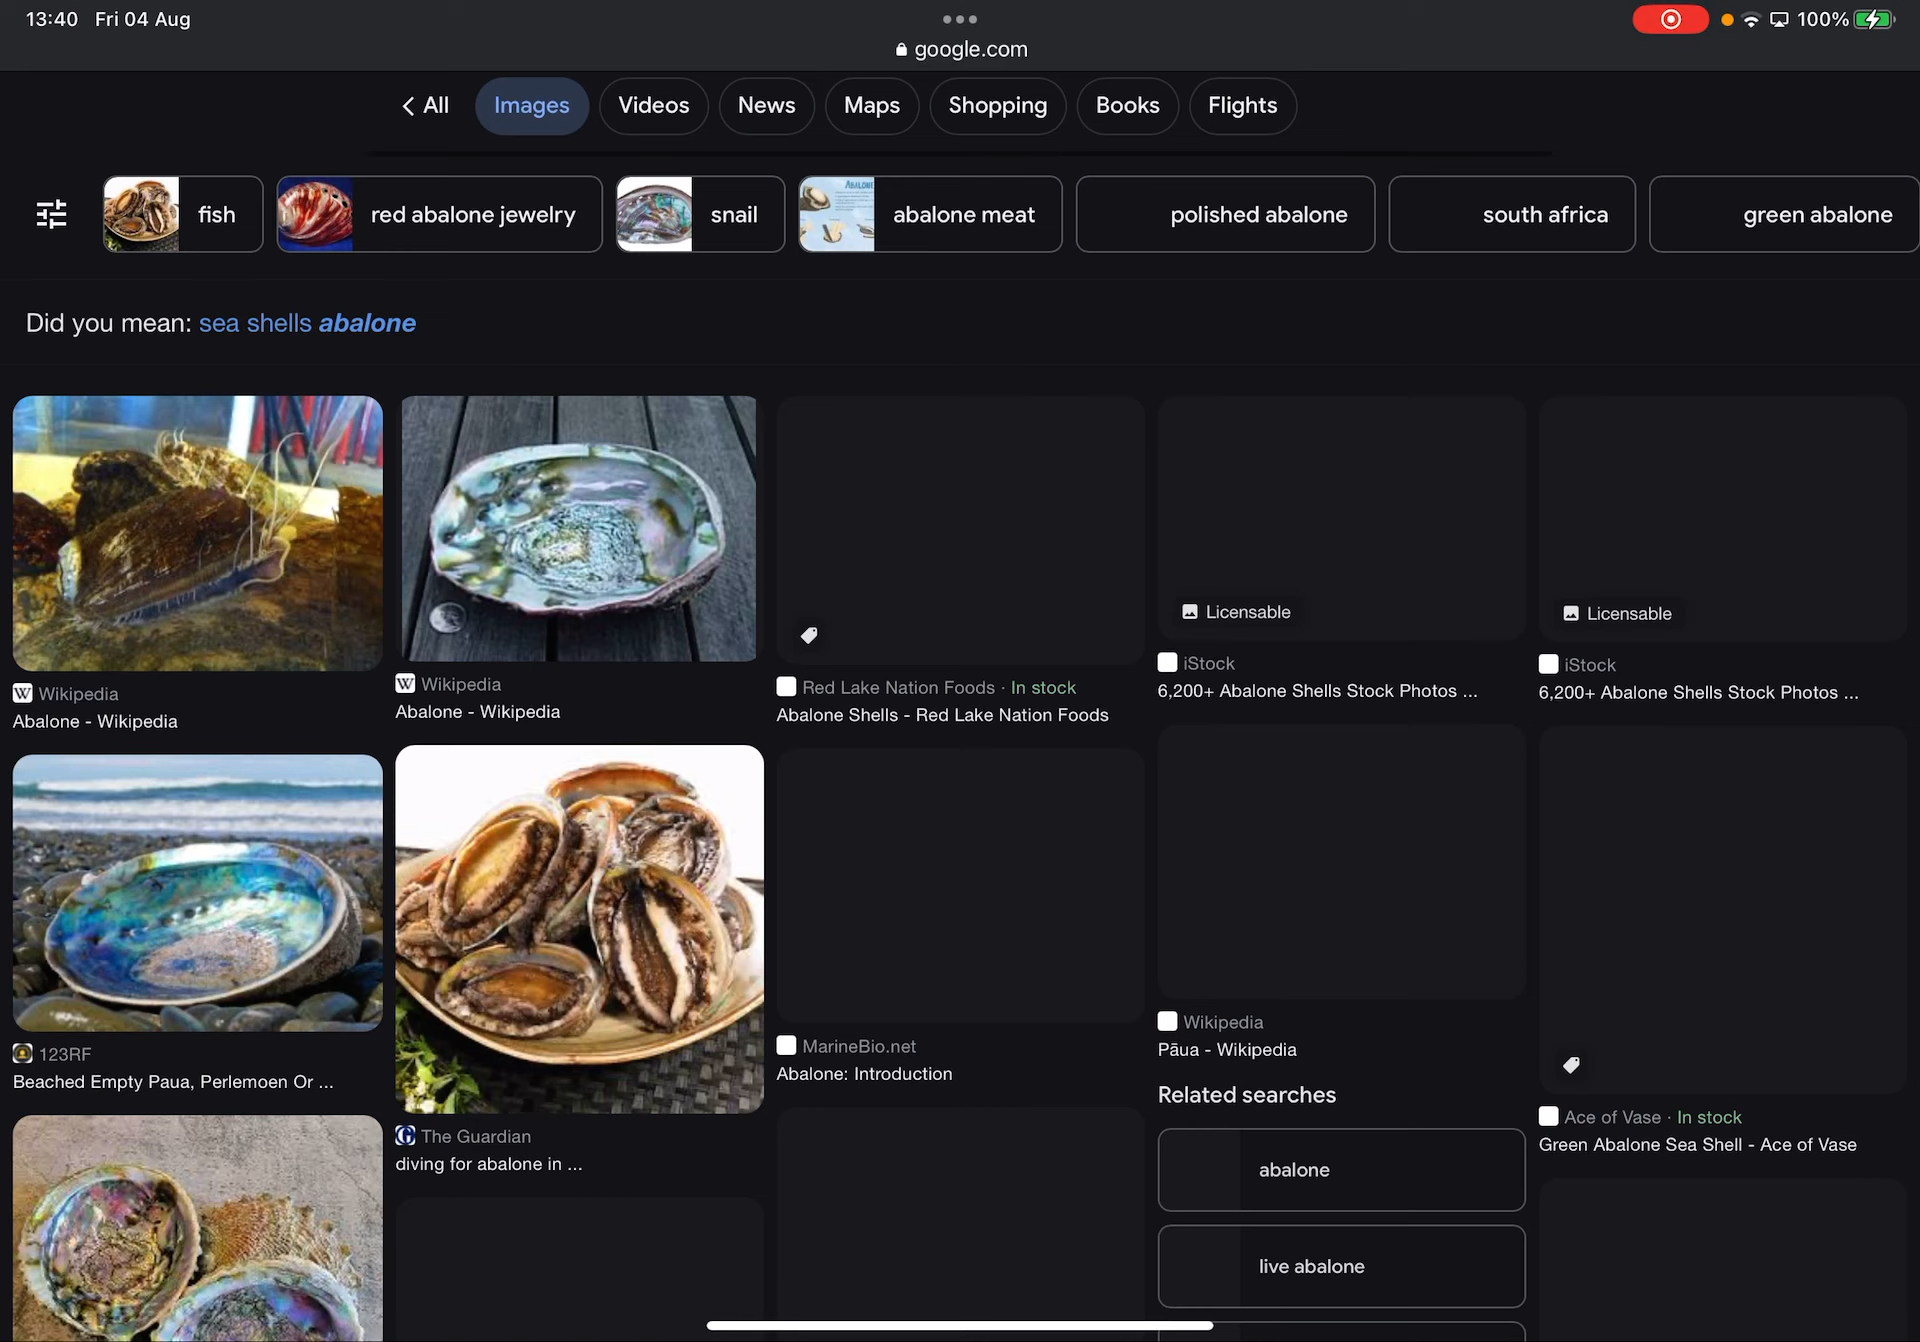 13:40 Fri 04 Aug
100%
google.com
All Images Videos News Maps Shopping Books Flights
fish red abalone jewelry snail abalone meat polished abalone south africa green abalone
ABALONE
Did you mean: sea shells abalone
Wikipedia
Abalone - Wikipedia
Wikipedia
Abalone - Wikipedia
Red Lake Nation Foods · In stock
Abalone Shells - Red Lake Nation Foods
Licensable
iStock
6,200+ Abalone Shells Stock Photos ...
Licensable
iStock
6,200+ Abalone Shells Stock Photos ...
123RF
Beached Empty Paua, Perlemoen Or ...
The Guardian
diving for abalone in ...
MarineBio.net
Abalone: Introduction
Wikipedia
Pāua - Wikipedia
Related searches
abalone
live abalone
Ace of Vase · In stock
Green Abalone Sea Shell - Ace of Vase